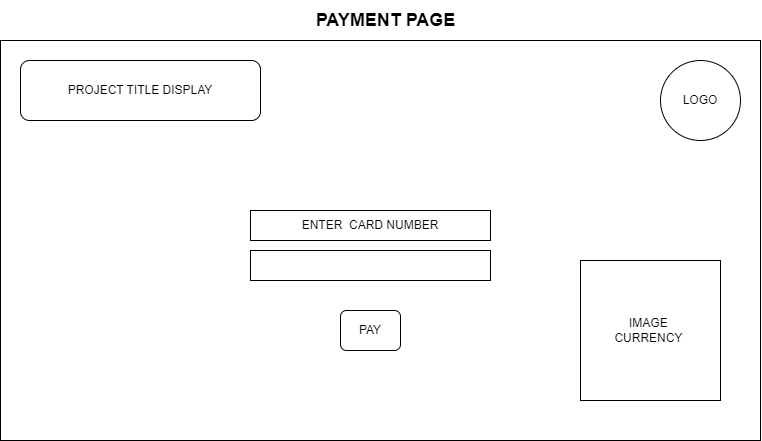 PAYMENT PAGE
PROJECT TITLE DISPLAY
LOGO
ENTER  CARD NUMBER
PAY
IMAGE
CURRENCY